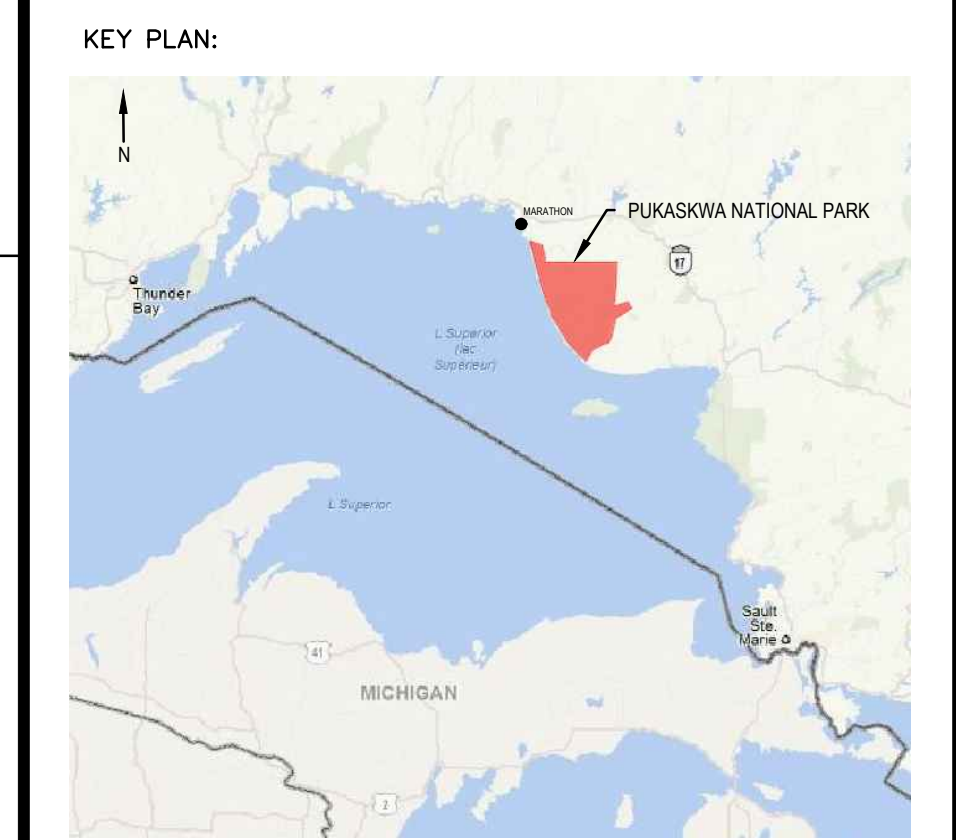 KEY PLAN:
N
MARATHON
PUKASKWA NATIONAL PARK
17
Thunder
Bay
L Superior
(lac
Supérieur)
L Superior
Sault
Ste.
Marie
41
MICHIGAN
2